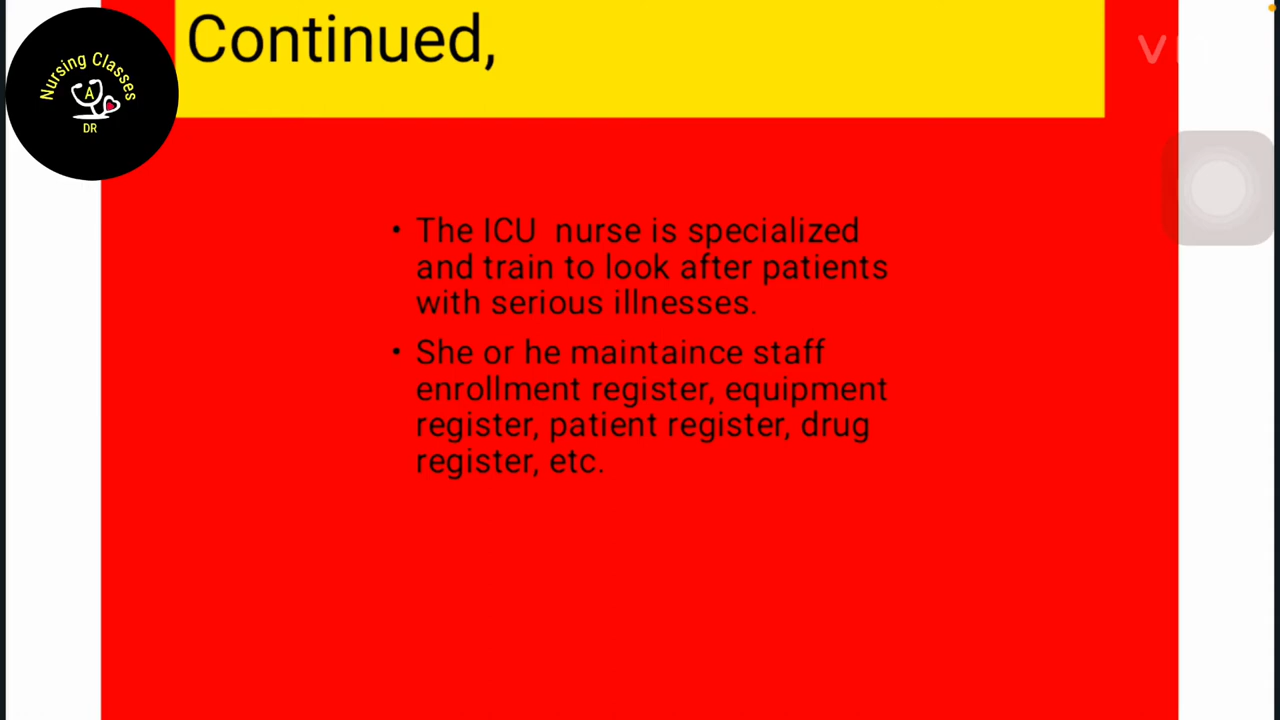 Continued,
Nursing Classes
A
DR
• The ICU nurse is specialized
and train to look after patients
with serious illnesses.
• She or he maintaince staff
enrollment register, equipment
register, patient register, drug
register, etc.